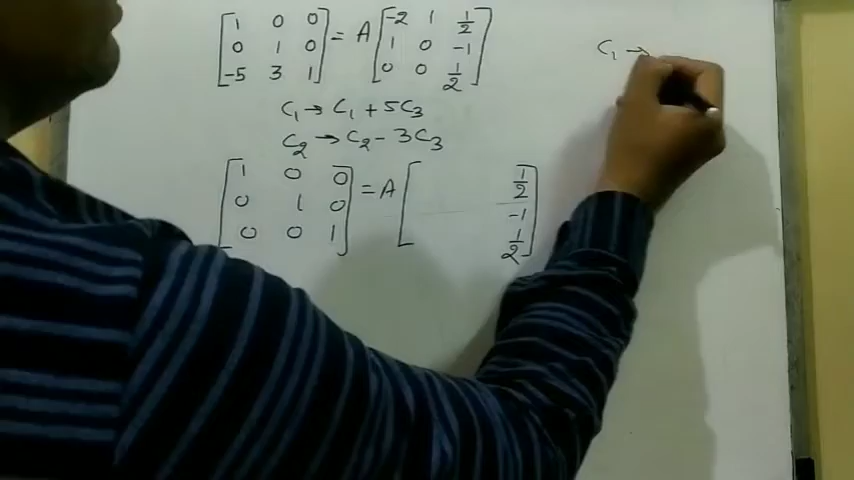 [1 0 0] = A [-2 1 1/2]
[0 1 0] [1 0 -1]
[-5 3 1] [0 0 1/2]
C₁ → C₁ + 5C₃
C₂ → C₂ - 3C₃
[1 0 0] = A [ 1/2]
[0 1 0] [ -1]
[0 0 1] [ 1/2]
C₁ →